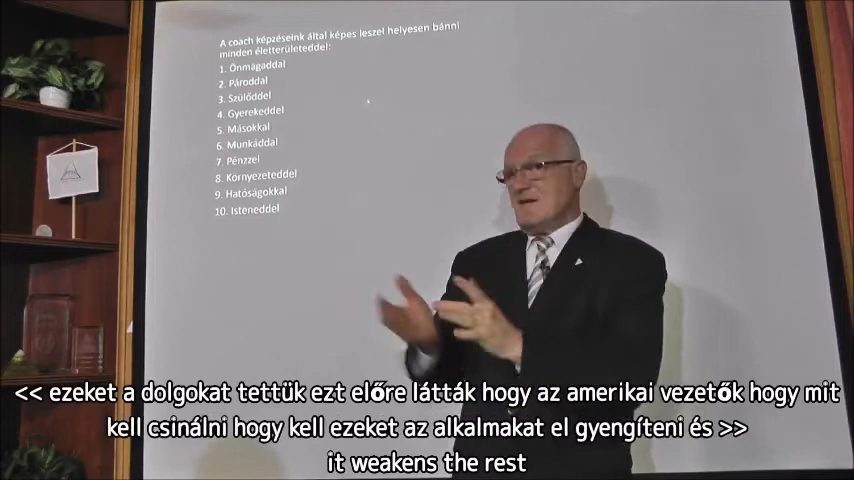 A coach képzéseink által képes leszel helyesen bánni
minden életterületeddel:
1. Önmagaddal
2. Pároddal
3. Szülőddel
4. Gyerekeddel
5. Másokkal
6. Munkáddal
7. Pénzzel
8. Környezeteddel
9. Hatóságokkal
10. Isteneddel
<< ezeket a dolgokat tettük ezt előre látták hogy az amerikai vezetők hogy mit
kell csinálni hogy kell ezeket az alkalmakat el gyengíteni és >>
it weakens the rest